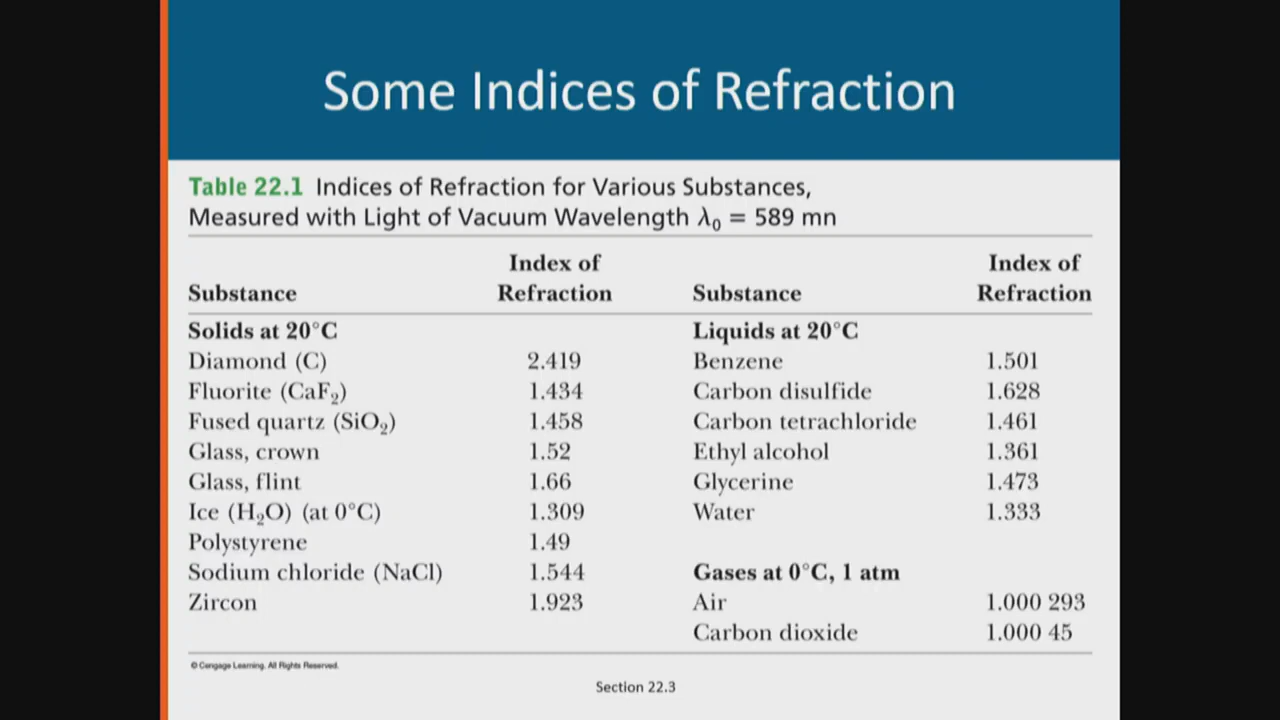 Some Indices of Refraction
Table 22.1 Indices of Refraction for Various Substances,
Measured with Light of Vacuum Wavelength λ₀ = 589 mn
Substance Index of Refraction Substance Index of Refraction
Solids at 20°C Liquids at 20°C
Diamond (C) 2.419 Benzene 1.501
Fluorite (CaF₂) 1.434 Carbon disulfide 1.628
Fused quartz (SiO₂) 1.458 Carbon tetrachloride 1.461
Glass, crown 1.52 Ethyl alcohol 1.361
Glass, flint 1.66 Glycerine 1.473
Ice (H₂O) (at 0°C) 1.309 Water 1.333
Polystyrene 1.49
Sodium chloride (NaCl) 1.544 Gases at 0°C, 1 atm
Zircon 1.923 Air 1.000 293
Carbon dioxide 1.000 45
© Cengage Learning. All Rights Reserved.
Section 22.3